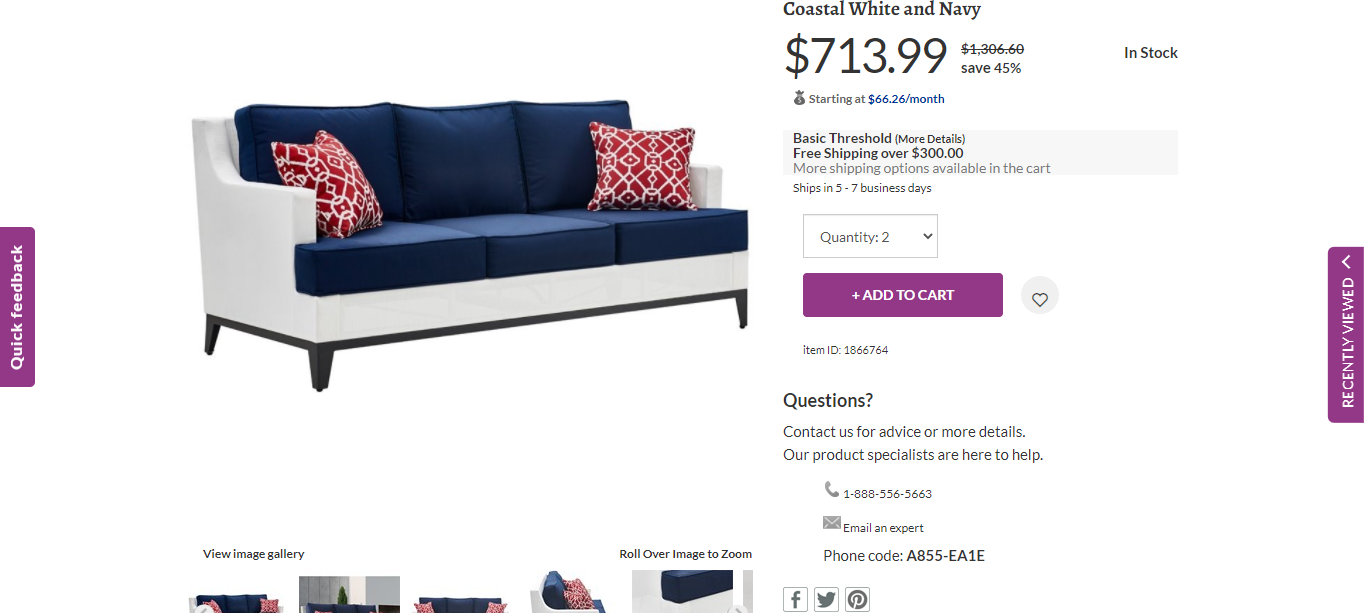 Coastal White and Navy
$713.99
$1,306.60
save 45%
In Stock
Starting at $66.26/month
Basic Threshold (More Details)
Free Shipping over $300.00
More shipping options available in the cart
Ships in 5 - 7 business days
Quantity: 2
+ ADD TO CART
item ID: 1866764
Questions?
Contact us for advice or more details.
Our product specialists are here to help.
1-888-556-5663
Email an expert
Phone code: A855-EA1E
View image gallery
Roll Over Image to Zoom
Quick feedback
RECENTLY VIEWED